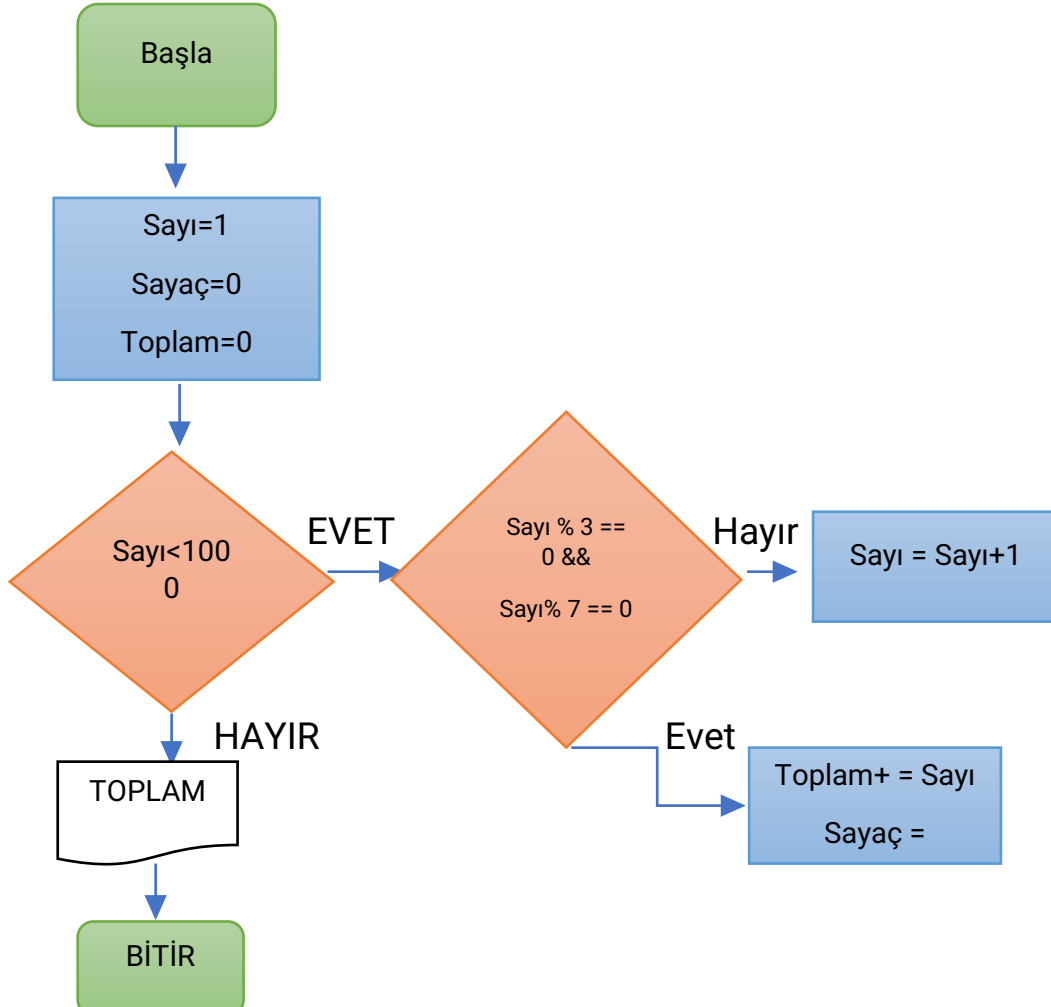 Başla
Sayı=1
Sayaç=0
Toplam=0
Sayı<100
0
EVET
Sayı % 3 ==
0 &&
Sayı% 7 == 0
Hayır
Sayı = Sayı+1
HAYIR
Evet
TOPLAM
Toplam+ = Sayı
Sayaç =
BİTİR